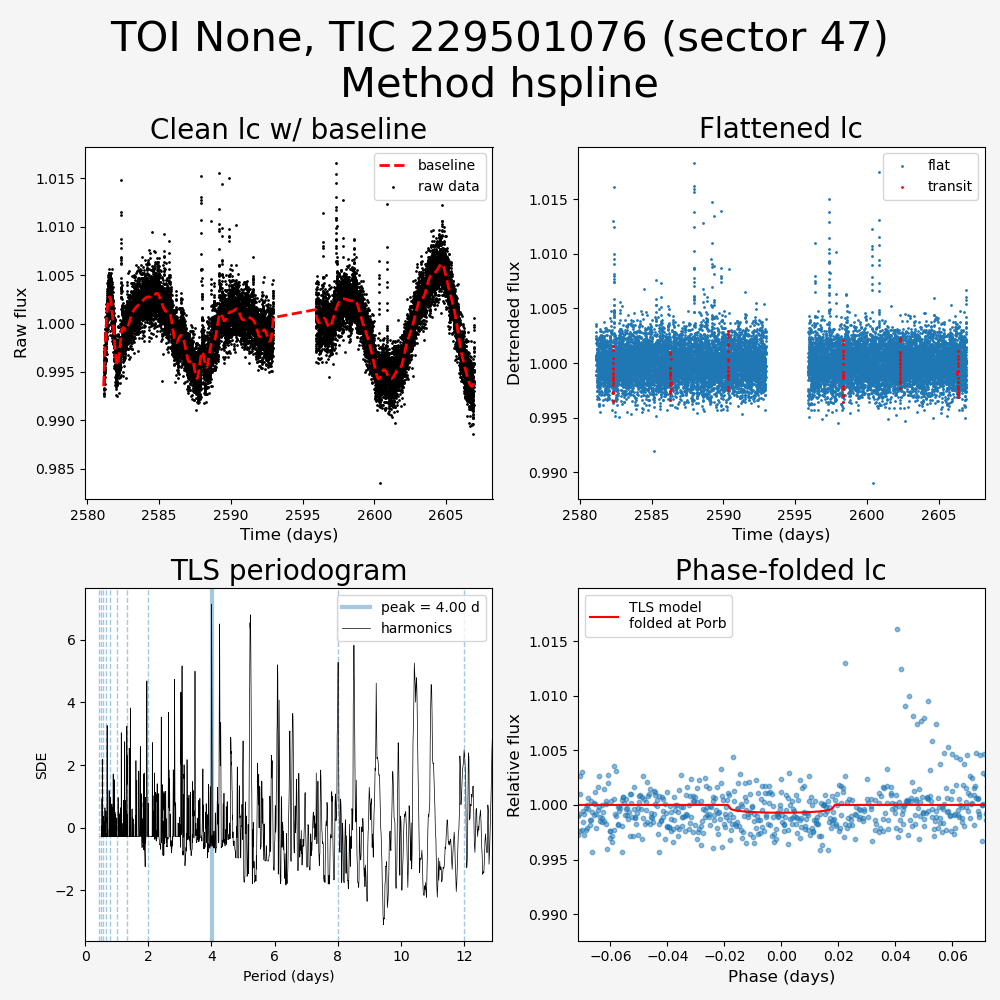 TOI None, TIC 229501076 (sector 47)
Method hspline
Clean lc w/ baseline
Flattened lc
baseline
raw data
flat
transit
1.015
1.010
1.005
1.000
0.995
0.990
0.985
Raw flux
2580
2585
2590
2595
2600
2605
Time (days)
1.015
1.010
1.005
1.000
0.995
0.990
Detrended flux
2580
2585
2590
2595
2600
2605
Time (days)
TLS periodogram
Phase-folded lc
peak = 4.00 d
harmonics
6
4
2
0
−2
SDE
0
2
4
6
8
10
12
Period (days)
TLS model
folded at Porb
1.015
1.010
1.005
1.000
0.995
0.990
Relative flux
−0.06
−0.04
−0.02
0.00
0.02
0.04
0.06
Phase (days)